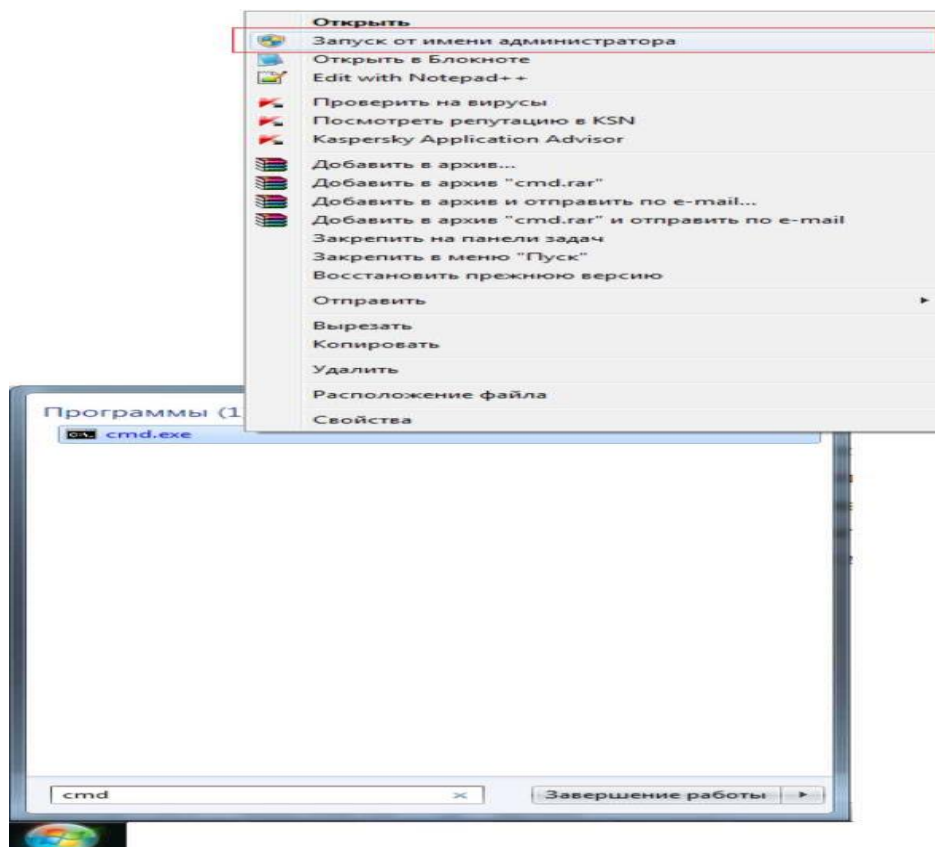 Открыть
Запуск от имени администратора
Открыть в Блокноте
Edit with Notepad++
Проверить на вирусы
Посмотреть репутацию в KSN
Kaspersky Application Advisor
Добавить в архив...
Добавить в архив "cmd.rar"
Добавить в архив и отправить по e-mail...
Добавить в архив "cmd.rar" и отправить по e-mail
Закрепить на панели задач
Закрепить в меню "Пуск"
Восстановить прежнюю версию
Отправить
Вырезать
Копировать
Удалить
Расположение файла
Свойства
Программы (1
cmd.exe
cmd
Завершение работы